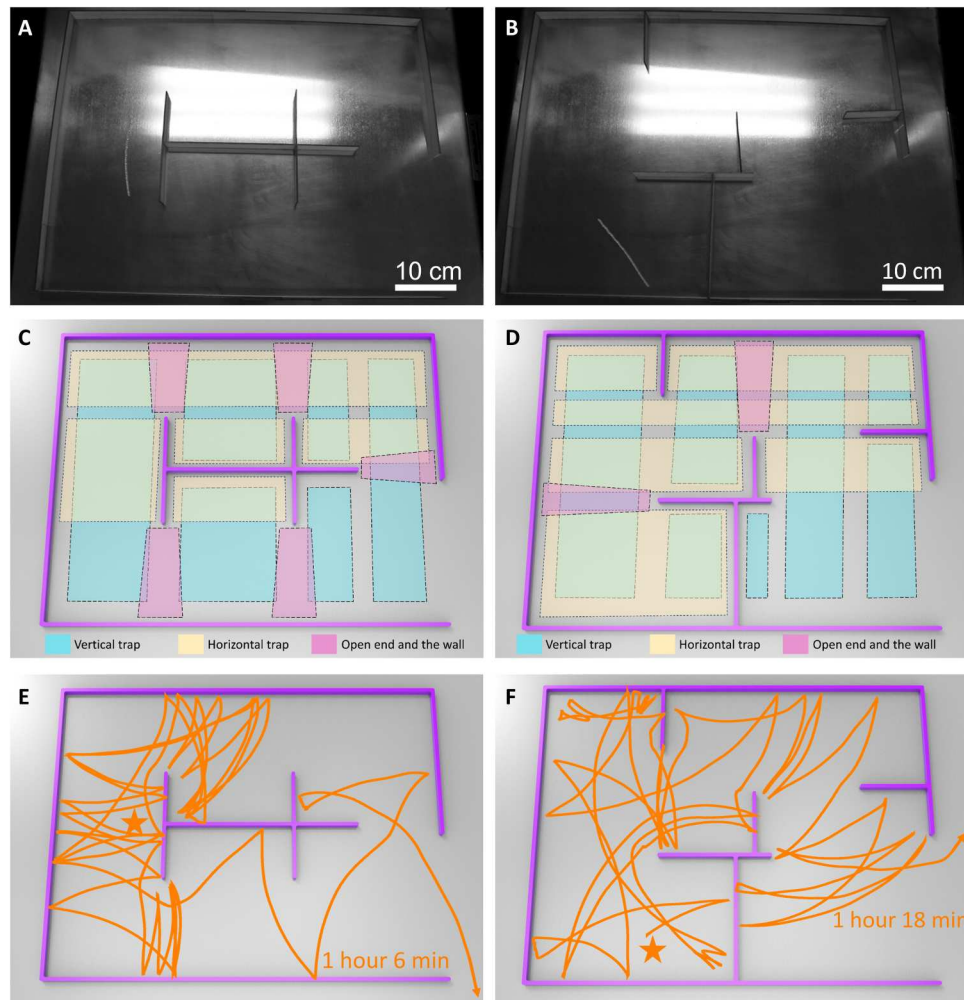 A
10 cm
B
10 cm
C
Vertical trap
Horizontal trap
Open end and the wall
D
Vertical trap
Horizontal trap
Open end and the wall
E
1 hour 6 min
F
1 hour 18 min